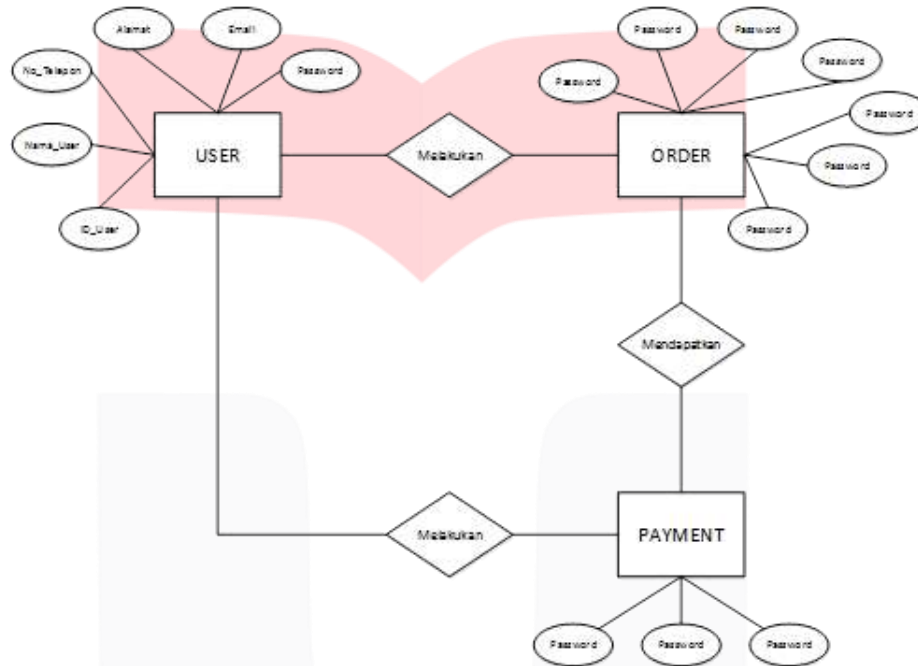 Alamat
Email
Password
Password
No_Telepon
Password
Password
Password
Password
Nama_User
USER
Melakukan
ORDER
Password
ID_User
Password
Mendapatkan
Melakukan
PAYMENT
Password
Password
Password